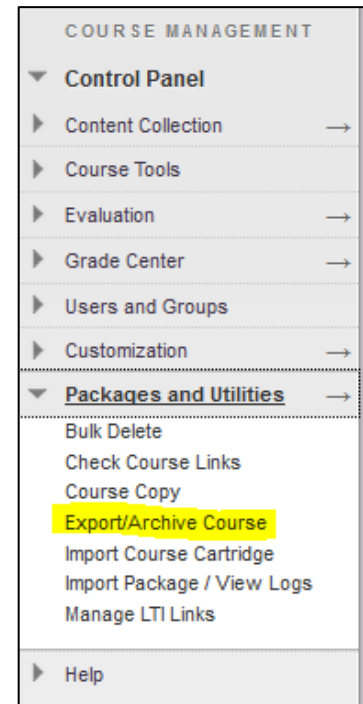 COURSE MANAGEMENT
Control Panel
Content Collection →
Course Tools
Evaluation →
Grade Center →
Users and Groups
Customization →
Packages and Utilities →
Bulk Delete
Check Course Links
Course Copy
Export/Archive Course
Import Course Cartridge
Import Package / View Logs
Manage LTI Links
Help